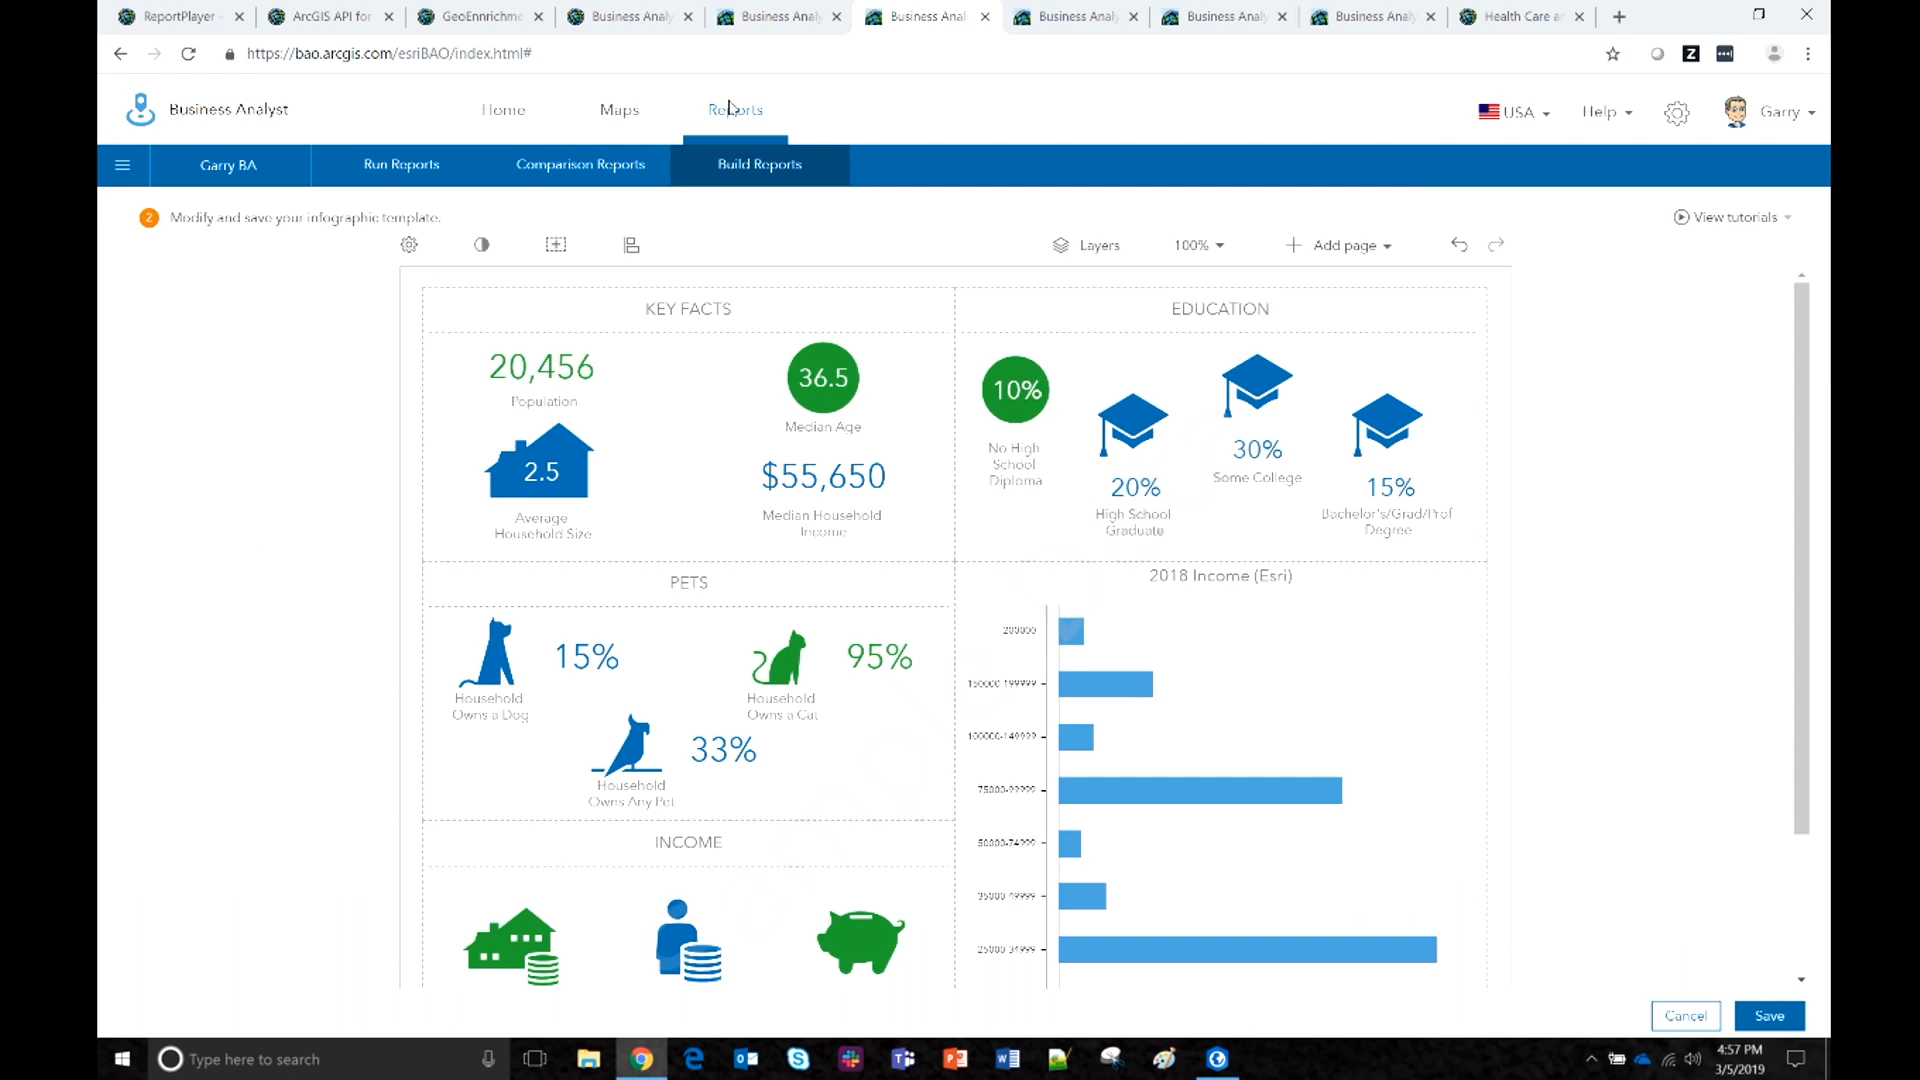 ReportPlayer -
ArcGIS API for
GeoEnnrichme
Business Analy
Business Analy
Business Anal
Business Analy
Business Analy
Business Analy
Health Care a
https://bao.arcgis.com/esriBAO/index.html#
Business Analyst
Home
Maps
Reports
USA
Help
Garry
Garry BA
Run Reports
Comparison Reports
Build Reports
2 Modify and save your infographic template.
View tutorials
Layers
100%
Add page
KEY FACTS
20,456
Population
36.5
Median Age
2.5
Average
Household Size
$55,650
Median Household
Income
EDUCATION
10%
No High
School
Diploma
20%
High School
Graduate
30%
Some College
15%
Bachelor's/Grad/Prof
Degree
PETS
15%
Household
Owns a Dog
95%
Household
Owns a Cat
33%
Household
Owns Any Pet
INCOME
2018 Income (Esri)
200000
150000-199999
100000-149999
75000-99999
50000-74999
35000-49999
25000-34999
Cancel
Save
Type here to search
4:57 PM
3/5/2019